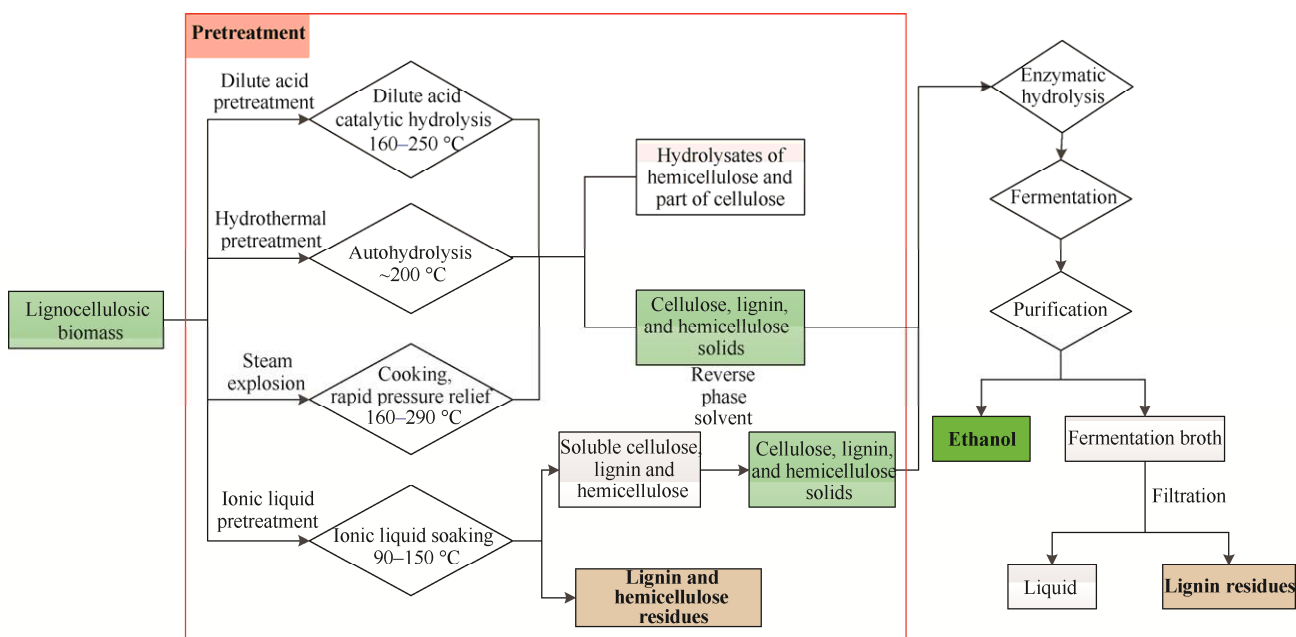 Pretreatment
Dilute acid
pretreatment
Dilute acid
catalytic hydrolysis
160–250 °C
Hydrothermal
pretreatment
Autohydrolysis
~200 °C
Lignocellulosic
biomass
Steam
explosion
Cooking,
rapid pressure relief
160–290 °C
Ionic liquid
pretreatment
Ionic liquid soaking
90–150 °C
Hydrolysates of
hemicellulose and
part of cellulose
Cellulose, lignin,
and hemicellulose
solids
Reverse
phase
solvent
Soluble cellulose,
lignin and
hemicellulose
Cellulose, lignin,
and hemicellulose
solids
Lignin and
hemicellulose
residues
Enzymatic
hydrolysis
Fermentation
Purification
Ethanol
Fermentation broth
Filtration
Liquid
Lignin residues